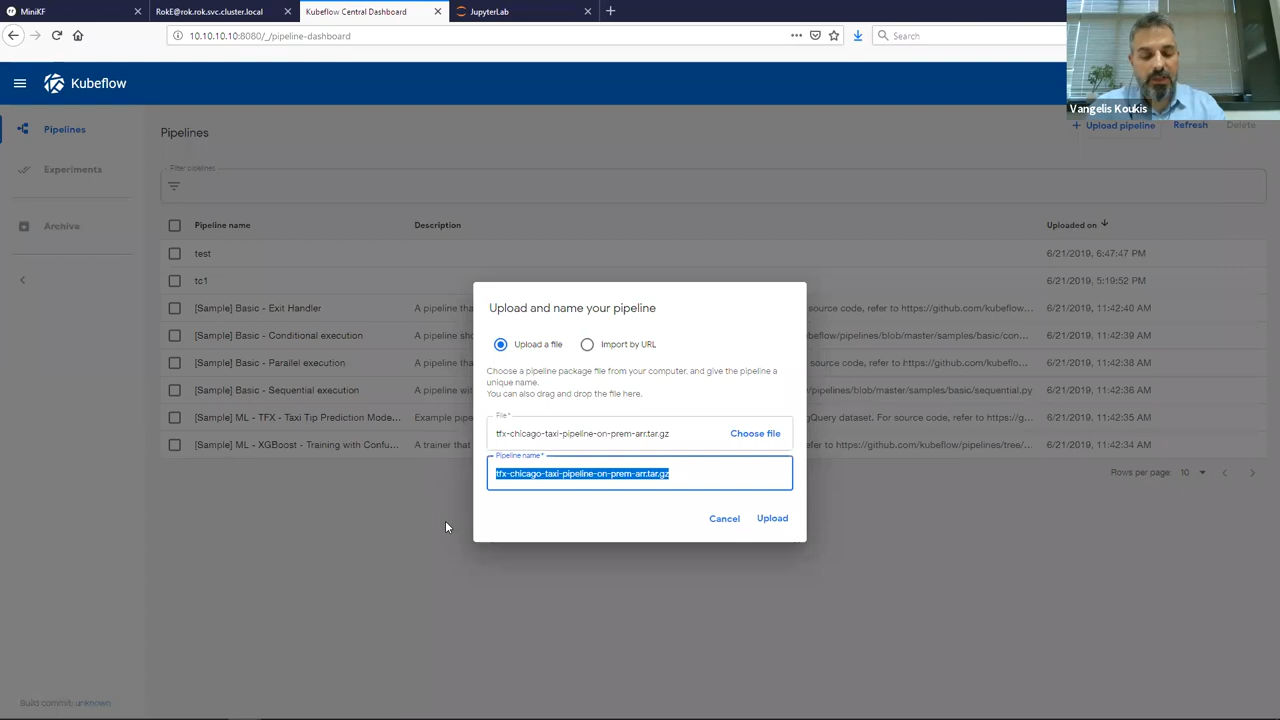 MiniKF
RokE@rok.rok.svc.cluster.local
Kubeflow Central Dashboard
JupyterLab
10.10.10.10:8080/_/pipeline-dashboard
Search
Kubeflow
Vangelis Koukis
Pipelines
Experiments
Archive
Pipelines
+ Upload pipeline
Refresh
Delete
Filter pipelines
Pipeline name
Description
Uploaded on
test
6/21/2019, 6:47:47 PM
tc1
6/21/2019, 5:19:52 PM
[Sample] Basic - Exit Handler
A pipeline tha
source code, refer to https://github.com/kubeflow...
6/21/2019, 11:42:40 AM
[Sample] Basic - Conditional execution
A pipeline sho
beflow/pipelines/blob/master/samples/basic/con...
6/21/2019, 11:42:39 AM
[Sample] Basic - Parallel execution
A pipeline tha
source code, refer to https://github.com/kubeflow...
6/21/2019, 11:42:38 AM
[Sample] Basic - Sequential execution
A pipeline with
/pipelines/blob/master/samples/basic/sequential.py
6/21/2019, 11:42:36 AM
[Sample] ML - TFX - Taxi Tip Prediction Mode...
Example pipe
gQuery dataset. For source code, refer to https://g...
6/21/2019, 11:42:35 AM
[Sample] ML - XGBoost - Training with Confu...
A trainer that
to https://github.com/kubeflow/pipelines/tree/...
6/21/2019, 11:42:34 AM
Rows per page: 10
Upload and name your pipeline
Upload a file
Import by URL
Choose a pipeline package file from your computer, and give the pipeline a
unique name.
You can also drag and drop the file here.
File*
tfx-chicago-taxi-pipeline-on-prem-arr.tar.gz
Choose file
Pipeline name*
tfx-chicago-taxi-pipeline-on-prem-arr.tar.gz
Cancel
Upload
Build commit: unknown